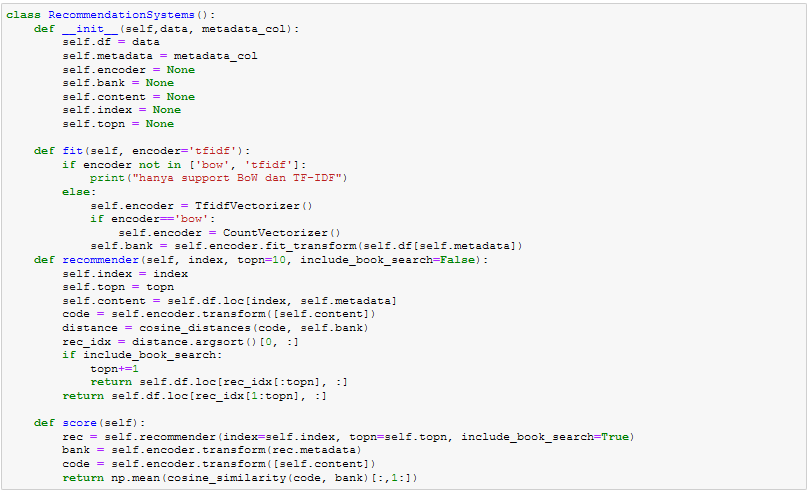 class RecommendationSystems():
    def __init__(self,data, metadata_col):
        self.df = data
        self.metadata = metadata_col
        self.encoder = None
        self.bank = None
        self.content = None
        self.index = None
        self.topn = None

    def fit(self, encoder='tfidf'):
        if encoder not in ['bow', 'tfidf']:
            print("hanya support BoW dan TF-IDF")
        else:
            self.encoder = TfidfVectorizer()
            if encoder=='bow':
                self.encoder = CountVectorizer()
            self.bank = self.encoder.fit_transform(self.df[self.metadata])
    def recommender(self, index, topn=10, include_book_search=False):
        self.index = index
        self.topn = topn
        self.content = self.df.loc[index, self.metadata]
        code = self.encoder.transform([self.content])
        distance = cosine_distances(code, self.bank)
        rec_idx = distance.argsort()[0, :]
        if include_book_search:
            topn+=1
            return self.df.loc[rec_idx[:topn], :]
        return self.df.loc[rec_idx[1:topn], :]

    def score(self):
        rec = self.recommender(index=self.index, topn=self.topn, include_book_search=True)
        bank = self.encoder.transform(rec.metadata)
        code = self.encoder.transform([self.content])
        return np.mean(cosine_similarity(code, bank)[:,1:])